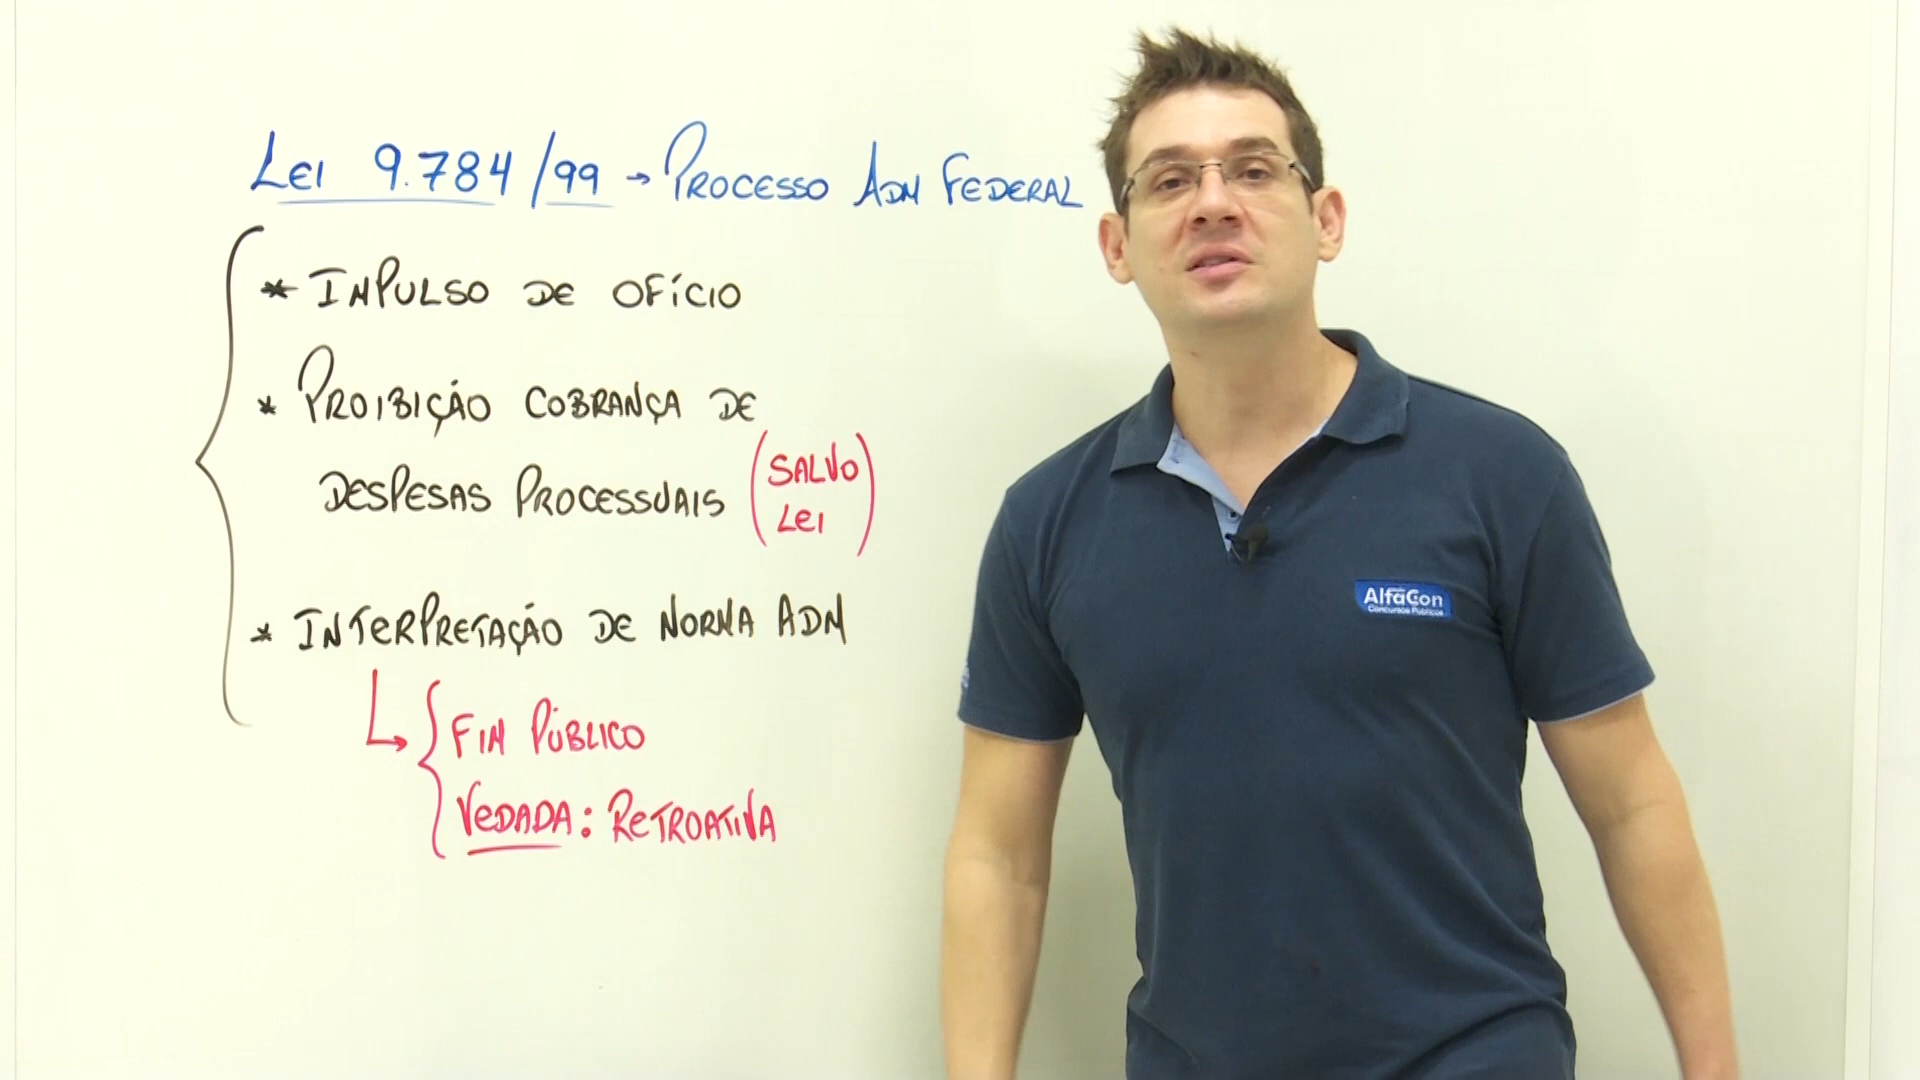 LEI 9.784/99 → PROCESSO ADM FEDERAL
* IMPULSO DE OFÍCIO
* PROIBIÇÃO COBRANÇA DE
DESPESAS PROCESSUAIS (SALVO
LEI)
* INTERPRETAÇÃO DE NORMA ADM
FIM PÚBLICO
VEDADA: RETROATIVA
AlfaCon
Concursos Públicos